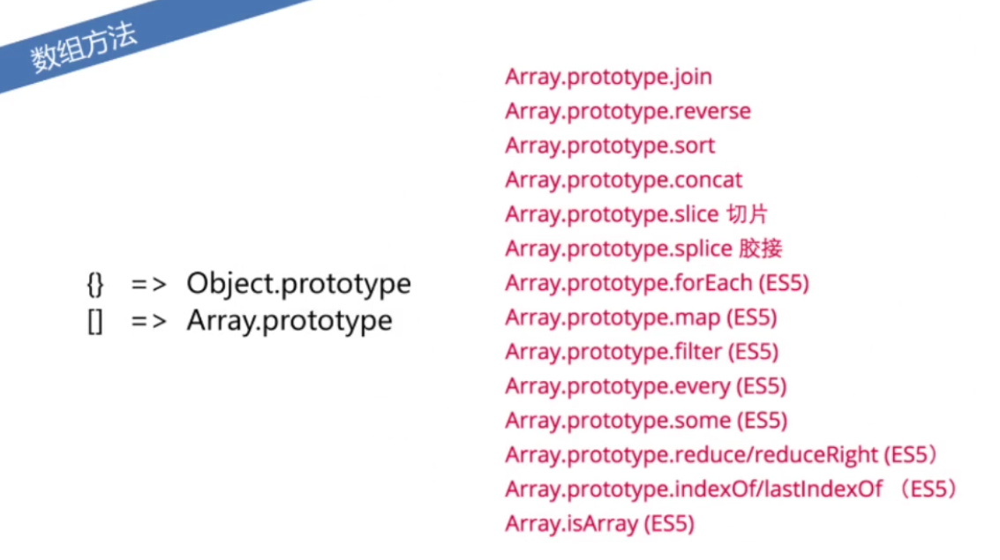 数组方法
{} => Object.prototype
[] => Array.prototype
Array.prototype.join
Array.prototype.reverse
Array.prototype.sort
Array.prototype.concat
Array.prototype.slice 切片
Array.prototype.splice 胶接
Array.prototype.forEach (ES5)
Array.prototype.map (ES5)
Array.prototype.filter (ES5)
Array.prototype.every (ES5)
Array.prototype.some (ES5)
Array.prototype.reduce/reduceRight (ES5）
Array.prototype.indexOf/lastIndexOf （ES5）
Array.isArray (ES5)